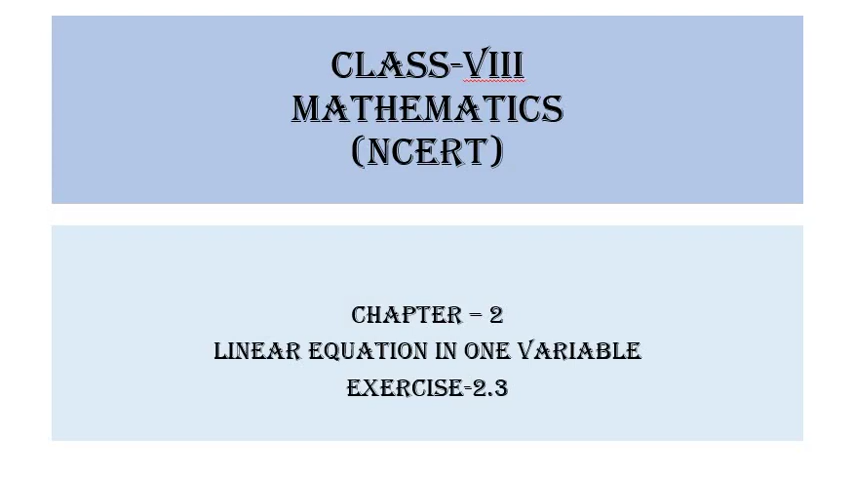 CLASS-VIII
MATHEMATICS
(NCERT)
CHAPTER – 2
LINEAR EQUATION IN ONE VARIABLE
EXERCISE-2.3